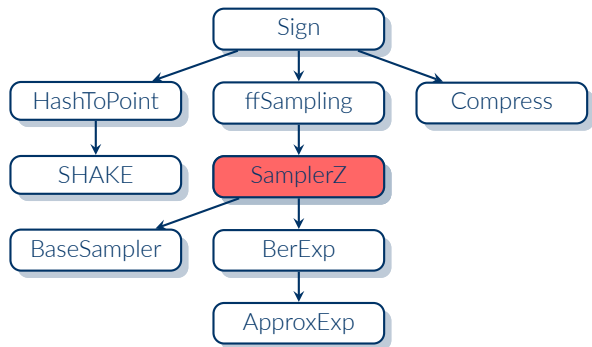 Sign
HashToPoint
ffSampling
Compress
SHAKE
SamplerZ
BaseSampler
BerExp
ApproxExp